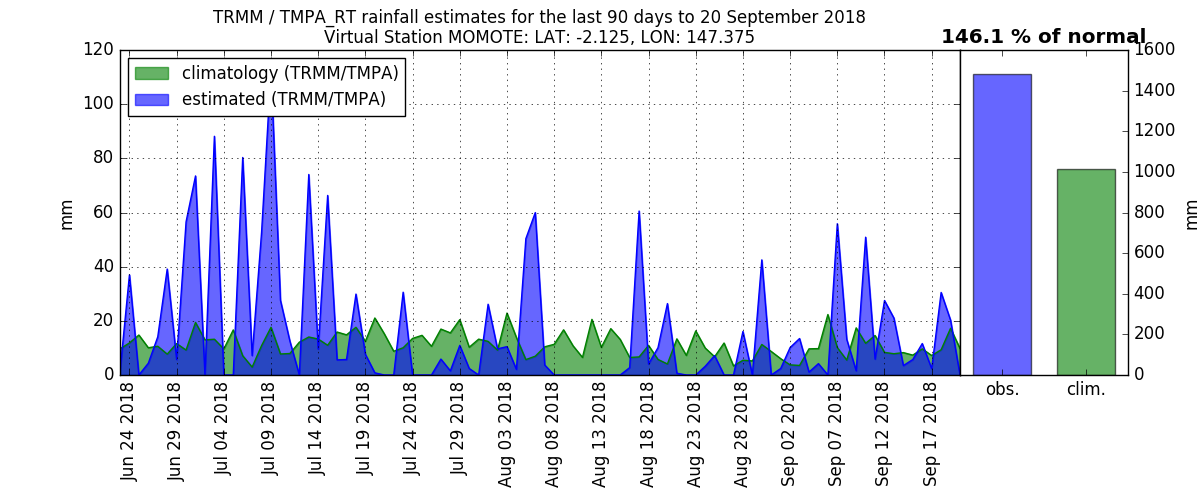 TRMM / TMPA_RT rainfall estimates for the last 90 days to 20 September 2018
Virtual Station MOMOTE: LAT: -2.125, LON: 147.375
146.1 % of normal
climatology (TRMM/TMPA)
estimated (TRMM/TMPA)
mm
120
100
80
60
40
20
0
Jun 24 2018
Jun 29 2018
Jul 04 2018
Jul 09 2018
Jul 14 2018
Jul 19 2018
Jul 24 2018
Jul 29 2018
Aug 03 2018
Aug 08 2018
Aug 13 2018
Aug 18 2018
Aug 23 2018
Aug 28 2018
Sep 02 2018
Sep 07 2018
Sep 12 2018
Sep 17 2018
1600
1400
1200
1000
800
600
400
200
0
mm
obs.
clim.